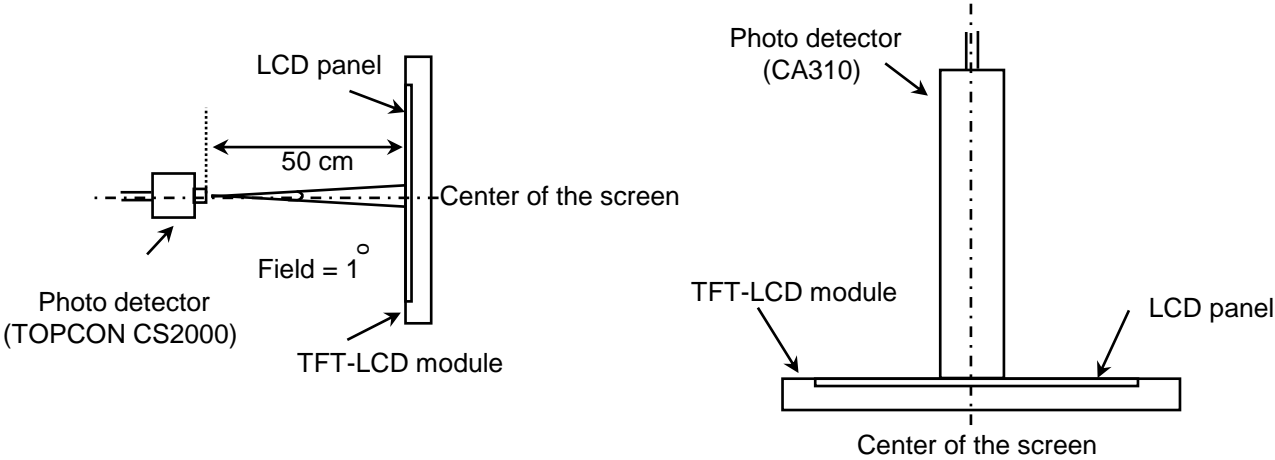 LCD panel
50 cm
Center of the screen
Field = 1°
Photo detector
(TOPCON CS2000)
TFT-LCD module
Photo detector
(CA310)
TFT-LCD module
LCD panel
Center of the screen